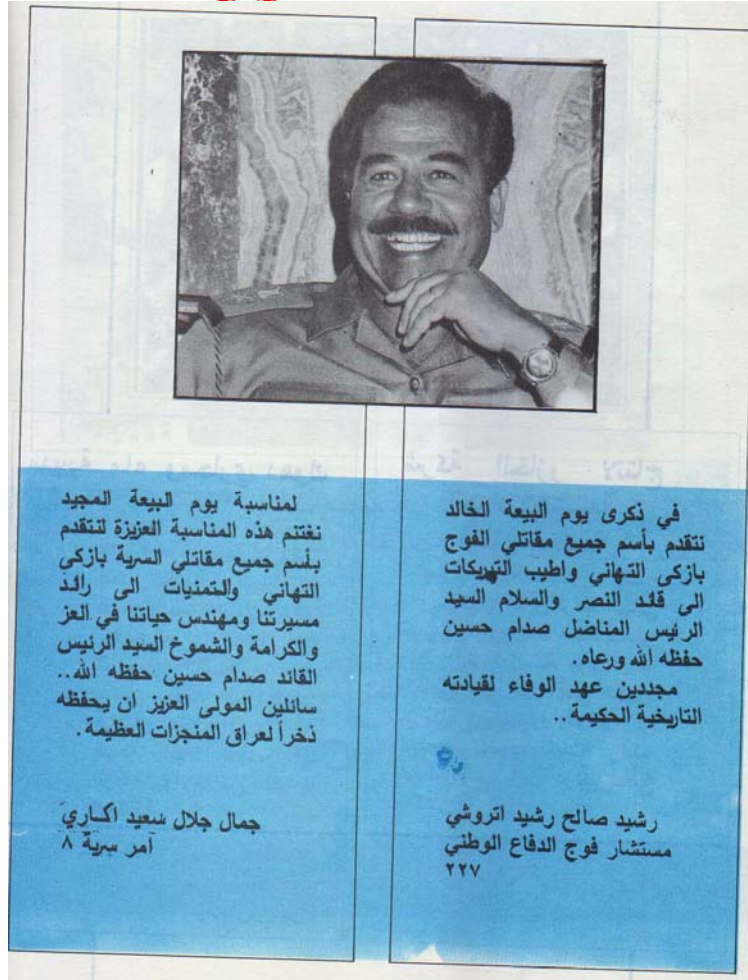 في ذكرى يوم البيعة الخالد
نتقدم بأسم جميع مقاتلي الفوج
بازكى التهاني واطيب التبريكات
الى قائد النصر والسلام السيد
الرئيس المناضل صدام حسين
حفظه الله ورعاه.
مجددين عهد الوفاء لقيادته
التاريخية الحكيمة ..
رشيد صالح رشيد اتروشي
مستشار فوج الدفاع الوطني
٢٢٧
لمناسبة يوم البيعة المجيد
نغتنم هذه المناسبة العزيزة لنتقدم
بأسم جميع مقاتلي السرية بازكى
التهاني والتمنيات الى رائد
مسيرتنا ومهندس حياتنا في العز
والكرامة والشموخ السيد الرئيس
القائد صدام حسين حفظه الله..
سائلين المولى العزيز ان يحفظه
ذخراً لعراق المنجزات العظيمة.
جمال جلال سعيد اكساري
آمر سرية ٨